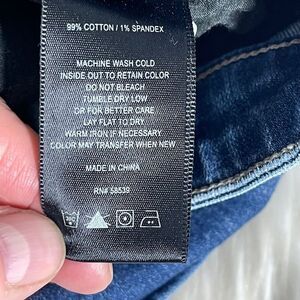 99% COTTON / 1% SPANDEX
MACHINE WASH COLD
INSIDE OUT TO RETAIN COLOR
DO NOT BLEACH
TUMBLE DRY LOW
OR FOR BETTER CARE
LAY FLAT TO DRY
WARM IRON IF NECESSARY
COLOR MAY TRANSFER WHEN NEW
MADE IN CHINA
RN# 58539